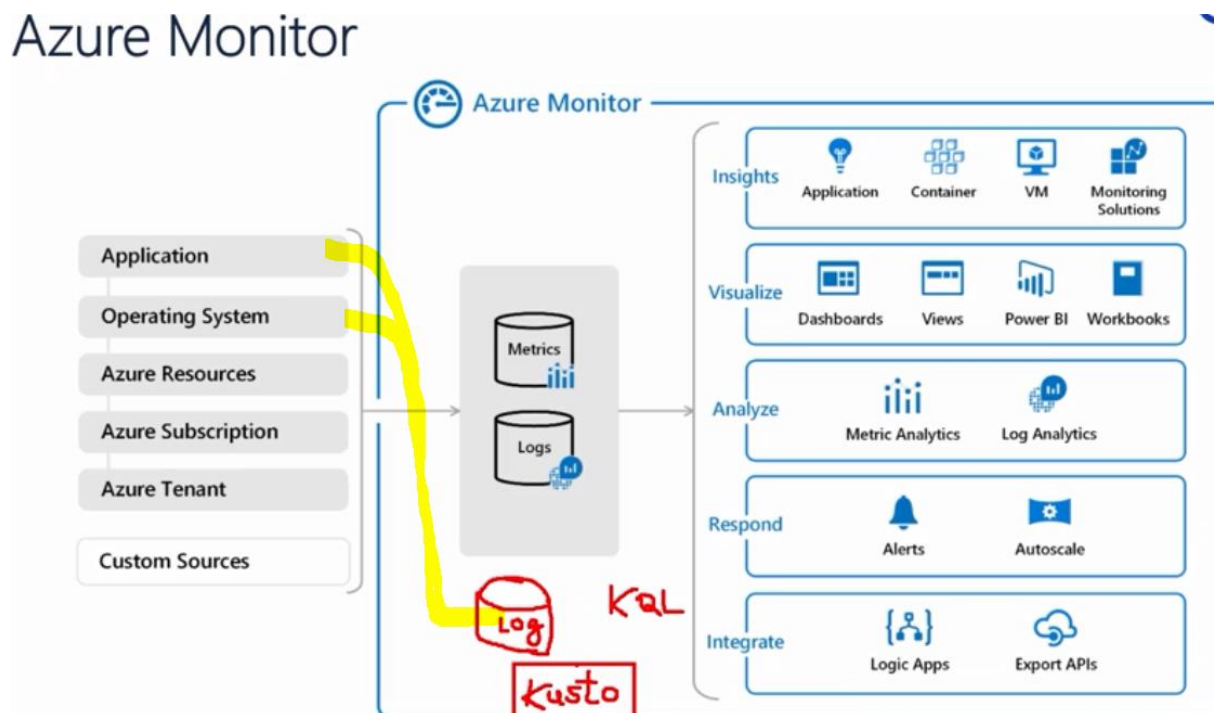 Azure Monitor
Azure Monitor
Application
Operating System
Azure Resources
Azure Subscription
Azure Tenant
Custom Sources
Metrics
Logs
Log
KQL
Kusto
Insights
Application
Container
VM
Monitoring
Solutions
Visualize
Dashboards
Views
Power BI
Workbooks
Analyze
Metric Analytics
Log Analytics
Respond
Alerts
Autoscale
Integrate
Logic Apps
Export APIs